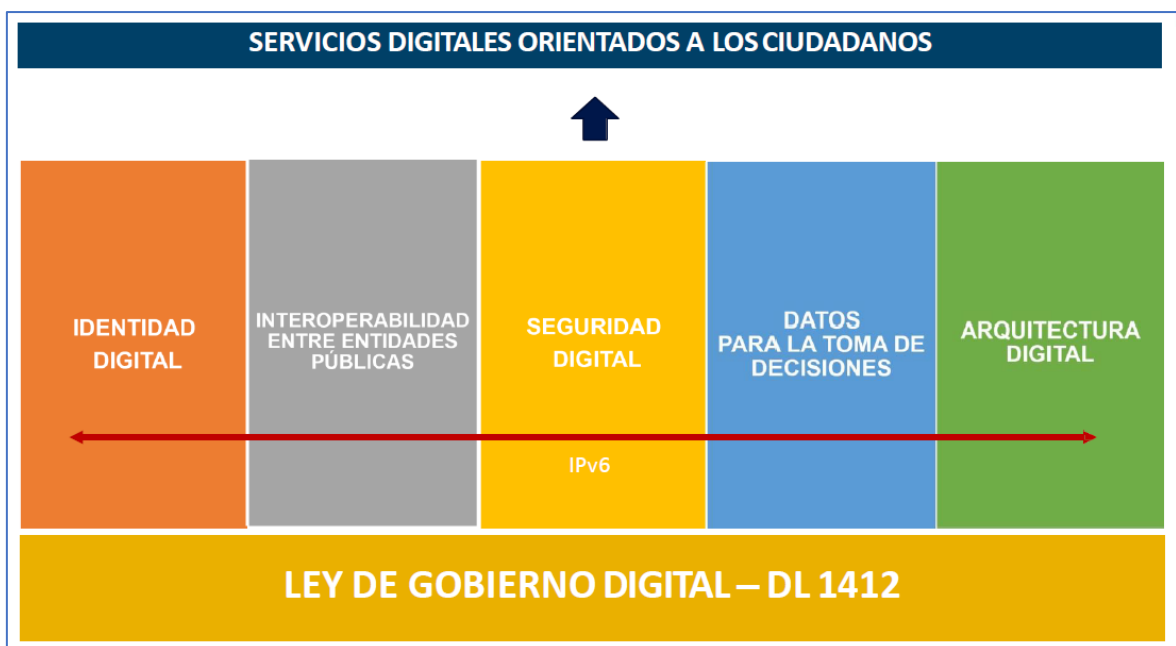 SERVICIOS DIGITALES ORIENTADOS A LOS CIUDADANOS
IDENTIDAD
DIGITAL
INTEROPERABILIDAD
ENTRE ENTIDADES
PÚBLICAS
SEGURIDAD
DIGITAL
DATOS
PARA LA TOMA DE
DECISIONES
ARQUITECTURA
DIGITAL
IPv6
LEY DE GOBIERNO DIGITAL – DL 1412